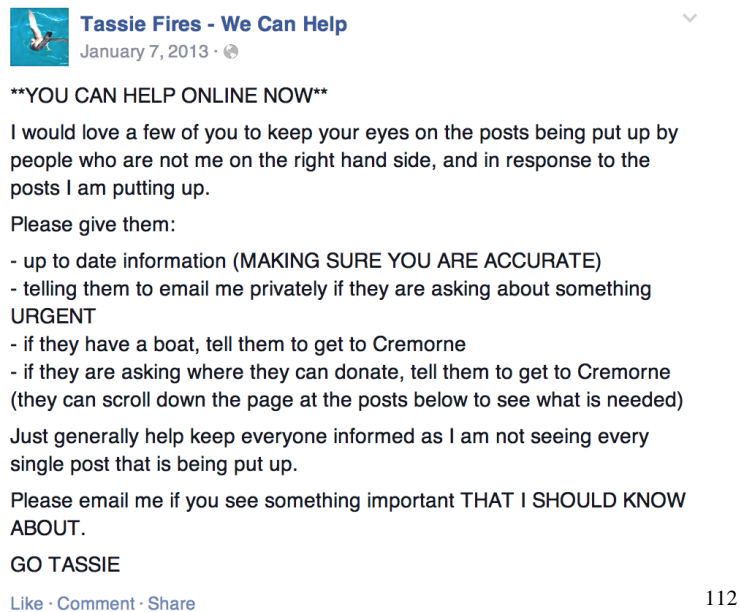 Tassie Fires - We Can Help
January 7, 2013 ·
**YOU CAN HELP ONLINE NOW**
I would love a few of you to keep your eyes on the posts being put up by
people who are not me on the right hand side, and in response to the
posts I am putting up.
Please give them:
- up to date information (MAKING SURE YOU ARE ACCURATE)
- telling them to email me privately if they are asking about something
URGENT
- if they have a boat, tell them to get to Cremorne
- if they are asking where they can donate, tell them to get to Cremorne
(they can scroll down the page at the posts below to see what is needed)
Just generally help keep everyone informed as I am not seeing every
single post that is being put up.
Please email me if you see something important THAT I SHOULD KNOW
ABOUT.
GO TASSIE
Like · Comment · Share
112